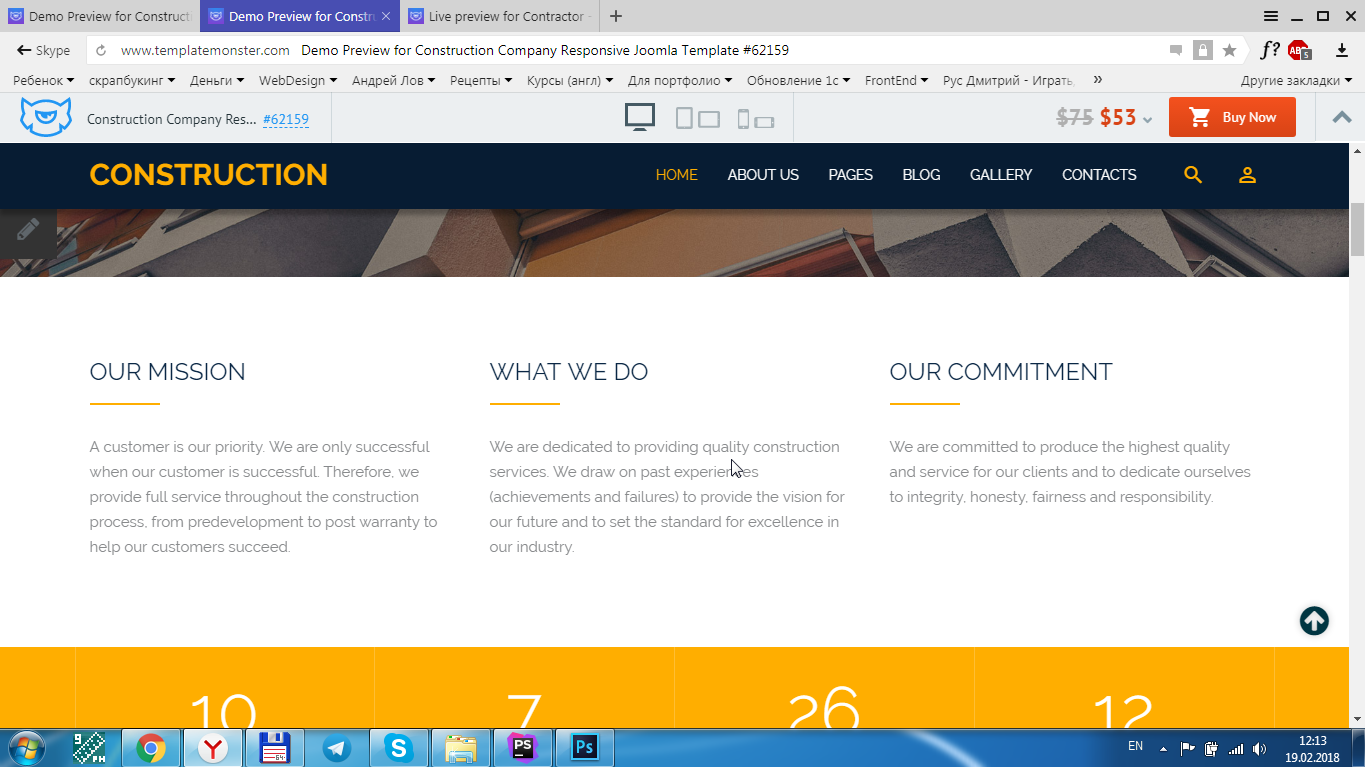 Demo Preview for Construct
Demo Preview for Constru
Live preview for Contractor -
Skype
www.templatemonster.com Demo Preview for Construction Company Responsive Joomla Template #62159
f?
ABP 5
Ребенок
скрапбукинг
Деньги
WebDesign
Андрей Лов
Рецепты
Курсы (англ)
Для портфолио
Обновление 1с
FrontEnd
Рус Дмитрий - Играть,
»
Другие закладки
Construction Company Res... #62159
$75 $53
Buy Now
CONSTRUCTION
HOME ABOUT US PAGES BLOG GALLERY CONTACTS
OUR MISSION
A customer is our priority. We are only successful
when our customer is successful. Therefore, we
provide full service throughout the construction
process, from predevelopment to post warranty to
help our customers succeed.
WHAT WE DO
We are dedicated to providing quality construction
services. We draw on past experiences
(achievements and failures) to provide the vision for
our future and to set the standard for excellence in
our industry.
OUR COMMITMENT
We are committed to produce the highest quality
and service for our clients and to dedicate ourselves
to integrity, honesty, fairness and responsibility.
10 7 26 12
64
PS
Ps
EN
12:13
19.02.2018